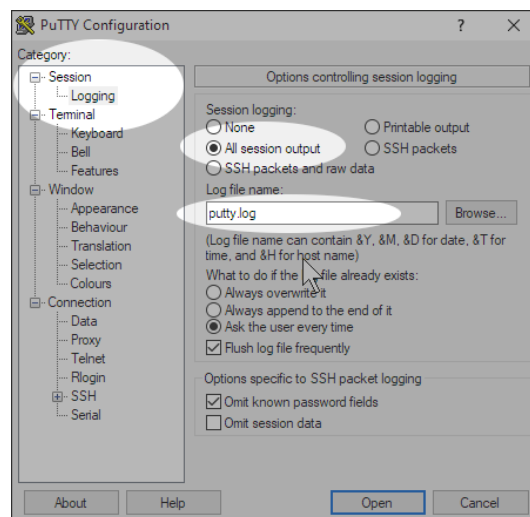 PuTTY Configuration
?
Category:
Session
Logging
Terminal
Keyboard
Bell
Features
Window
Appearance
Behaviour
Translation
Selection
Colours
Connection
Data
Proxy
Telnet
Rlogin
SSH
Serial
Options controlling session logging
Session logging:
None
Printable output
All session output
SSH packets
SSH packets and raw data
Log file name:
putty.log
Browse...
(Log file name can contain &Y, &M, &D for date, &T for
time, and &H for host name)
What to do if the file already exists:
Always overwrite it
Always append to the end of it
Ask the user every time
Flush log file frequently
Options specific to SSH packet logging
Omit known password fields
Omit session data
About
Help
Open
Cancel